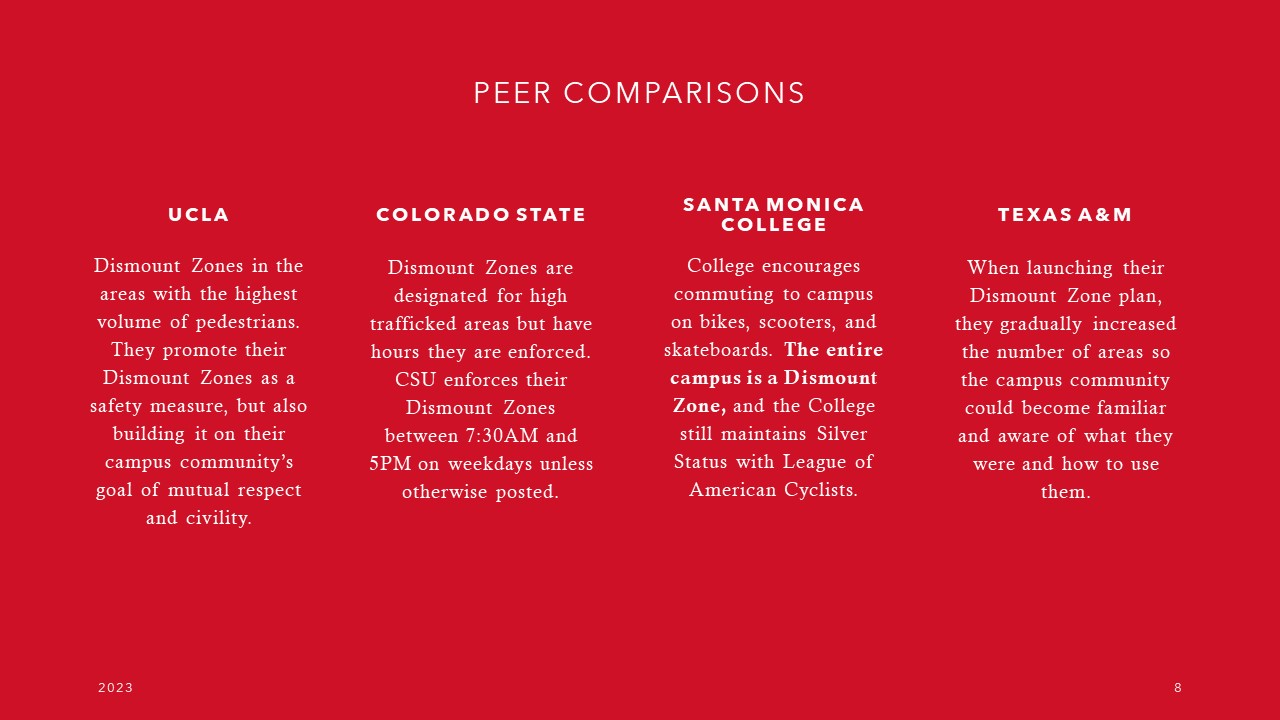 PEER COMPARISONS
UCLA
Dismount Zones in the
areas with the highest
volume of pedestrians.
They promote their
Dismount Zones as a
safety measure, but also
building it on their
campus community’s
goal of mutual respect
and civility.
COLORADO STATE
Dismount Zones are
designated for high
trafficked areas but have
hours they are enforced.
CSU enforces their
Dismount Zones
between 7:30AM and
5PM on weekdays unless
otherwise posted.
SANTA MONICA
COLLEGE
College encourages
commuting to campus
on bikes, scooters, and
skateboards. The entire
campus is a Dismount
Zone, and the College
still maintains Silver
Status with League of
American Cyclists.
TEXAS A&M
When launching their
Dismount Zone plan,
they gradually increased
the number of areas so
the campus community
could become familiar
and aware of what they
were and how to use
them.
2023
8